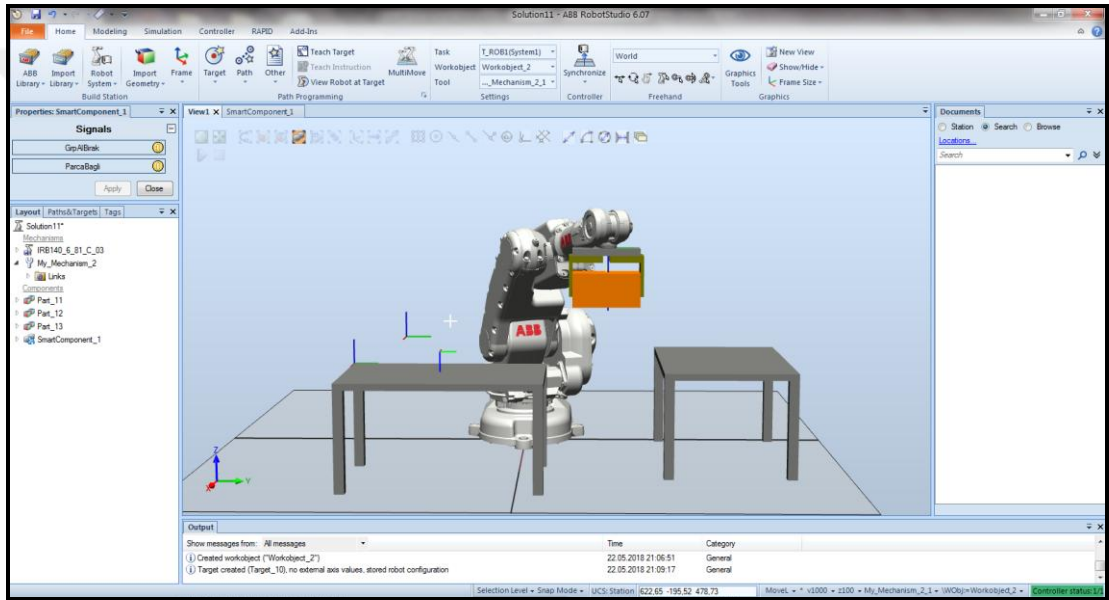 Solution11 - ABB RobotStudio 6.07
File Home Modeling Simulation Controller RAPID Add-Ins
ABB Library
Import Library
Robot System
Import Geometry
Frame
Build Station
Target
Path
Other
Teach Target
Teach Instruction
View Robot at Target
MultiMove
Path Programming
Task T_ROB1(System1)
Workobject Workobject_2
Tool ..._Mechanism_2_1
Settings
Synchronize
Controller
World
Freehand
Graphics Tools
New View
Show/Hide
Frame Size
Graphics
Properties: SmartComponent_1
Signals
GrpAlBrak
ParcaBagli
Apply Close
Layout Paths&Targets Tags
Solution11*
Mechanisms
IRB140_6_81_C_03
My_Mechanism_2
Links
Components
Part_11
Part_12
Part_13
SmartComponent_1
View1 SmartComponent_1
ABB
Z
Y
Documents
Station Search Browse
Locations...
Search
Output
Show messages from: All messages Time Category
Created workobject ("Workobject_2") 22.05.2018 21:06:51 General
Target created (Target_10), no external axis values, stored robot configuration 22.05.2018 21:09:17 General
Selection Level Snap Mode UCS: Station 622,65 -195,52 478,73 MoveL * v1000 z100 My_Mechanism_2_1 \WObj:=Workobject_2 Controller status: 1/1